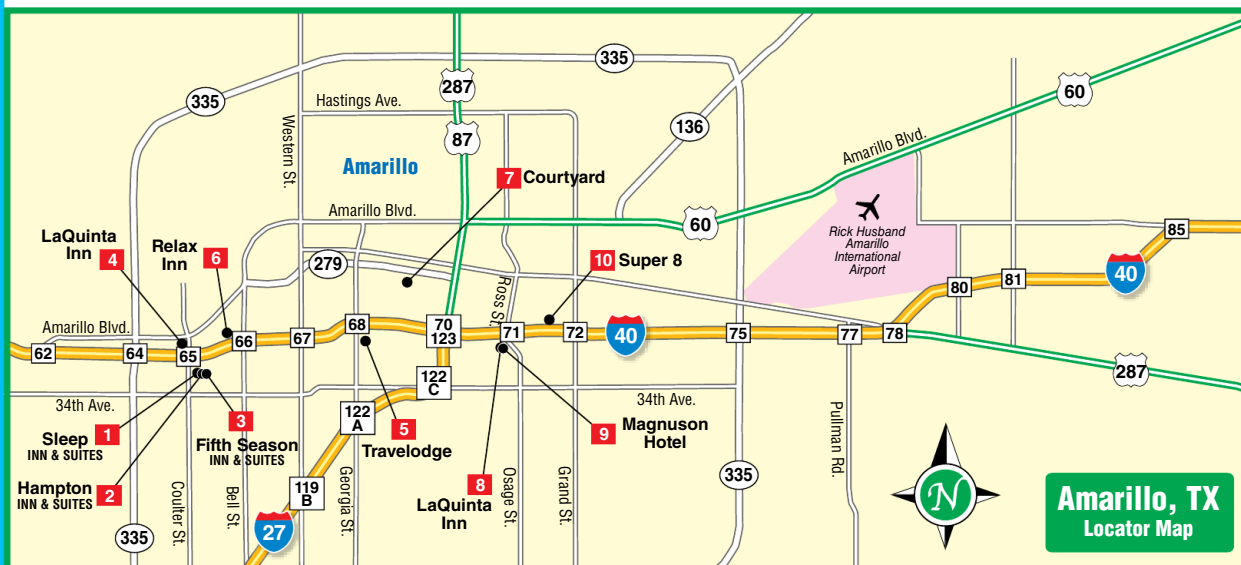 335
287
335
60
Hastings Ave.
136
87
Western St.
Amarillo Blvd.
Amarillo
7 Courtyard
Amarillo Blvd.
60
Rick Husband
Amarillo
International
Airport
LaQuinta
Inn
4
Relax
Inn
6
279
10 Super 8
85
40
81
80
Ross St.
Amarillo Blvd.
62
64
65
66
67
68
70
123
71
72
40
75
77
78
287
122
C
34th Ave.
34th Ave.
122
A
Sleep
INN & SUITES
1
3
Fifth Season
INN & SUITES
5
Travelodge
9
Magnuson
Hotel
Pullman Rd.
Hampton
INN & SUITES
2
119
B
8
LaQuinta
Inn
335
Coulter St.
Bell St.
Georgia St.
Osage St.
Grand St.
27
335
N
Amarillo, TX
Locator Map